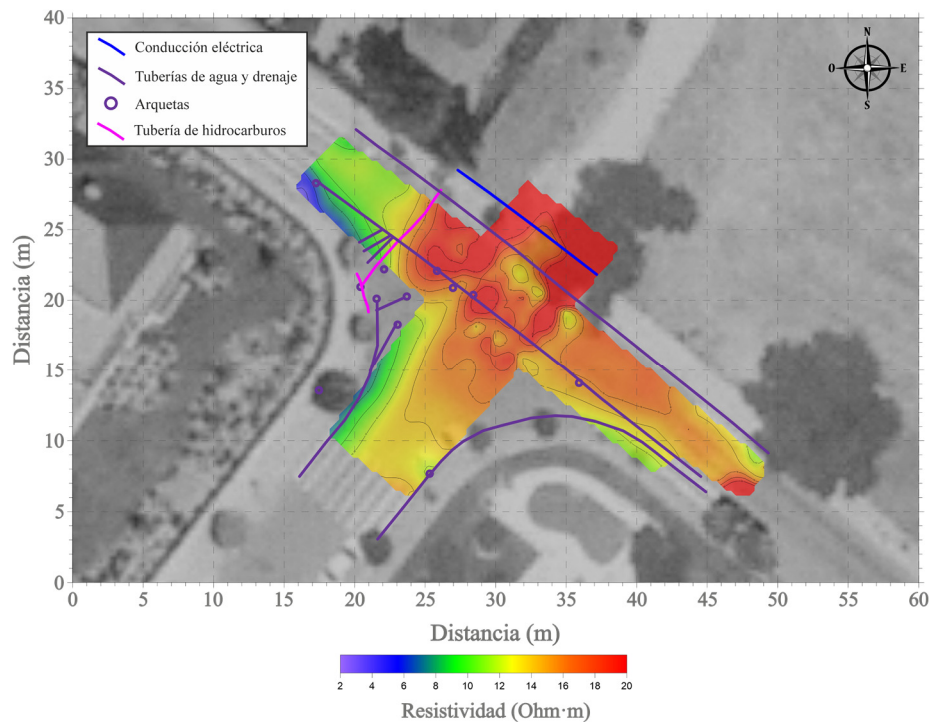 40
35
30
25
20
15
10
5
0
Distancia (m)
Conducción eléctrica
Tuberías de agua y drenaje
Arquetas
Tubería de hidrocarburos
N
O
E
S
0 5 10 15 20 25 30 35 40 45 50 55 60
Distancia (m)
2 4 6 8 10 12 14 16 18 20
Resistividad (Ohm·m)